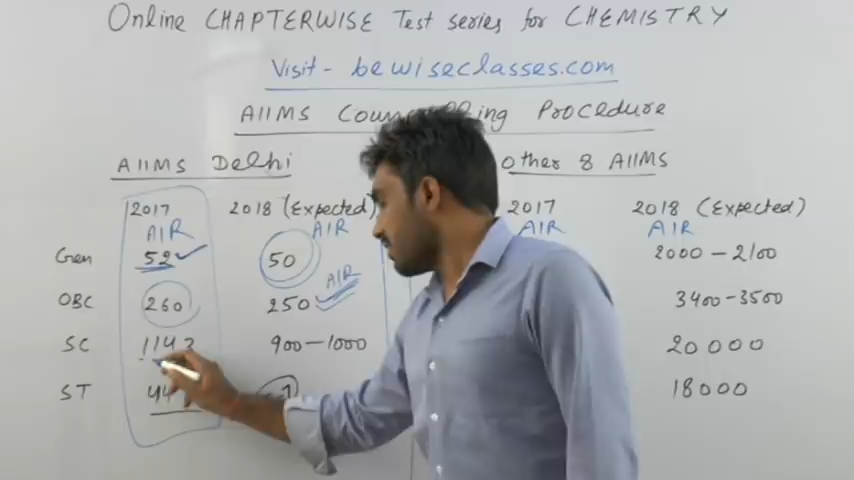 Online CHAPTERWISE Test series for CHEMISTRY
Visit - bewiseclasses.com
AIIMS Counselling Procedure
AIIMS Delhi Other 8 AIIMS
2017 2018 (Expected) 2017 2018 (Expected)
AIR AIR AIR AIR
Gen 52 50 2000 - 2100
AIR
OBC 260 250 3400 - 3500
SC 1143 900 - 1000 20000
ST 18000